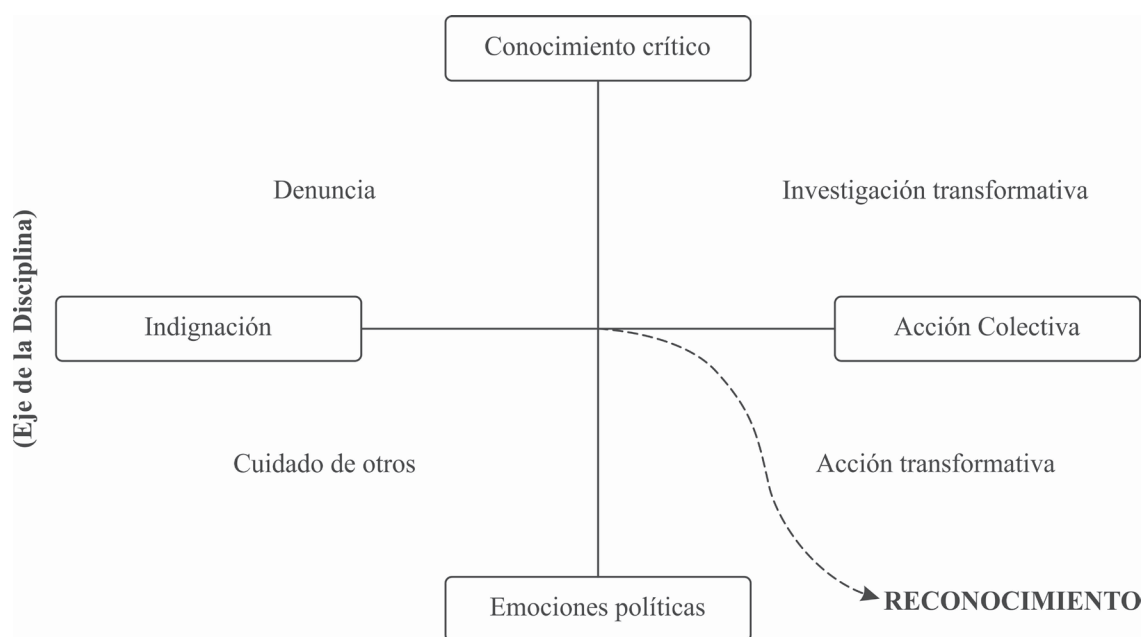 Conocimiento crítico
Denuncia
Investigación transformativa
(Eje de la Disciplina)
Indignación
Acción Colectiva
Cuidado de otros
Acción transformativa
RECONOCIMIENTO
Emociones políticas